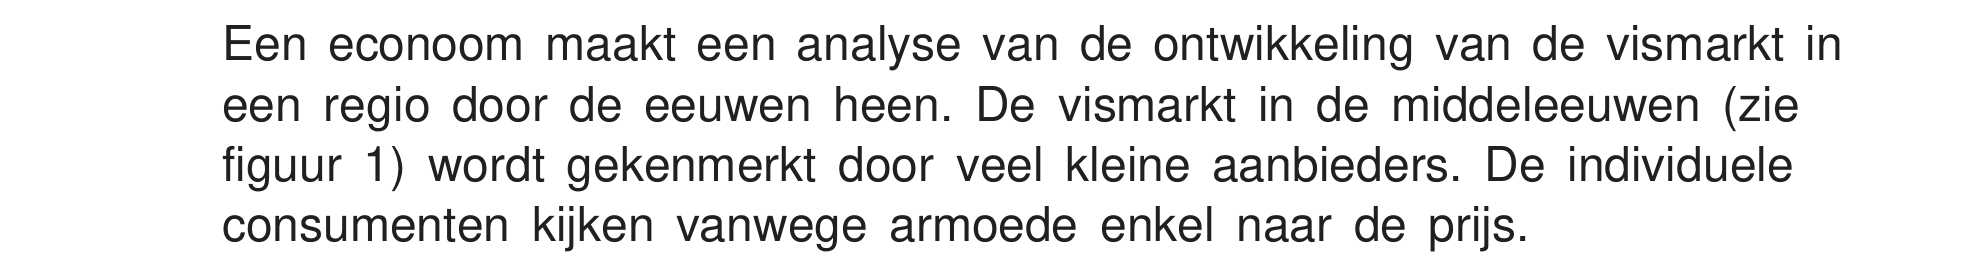 Een econoom maakt een analyse van de ontwikkeling van de vismarkt in
een regio door de eeuwen heen. De vismarkt in de middeleeuwen (zie
figuur 1) wordt gekenmerkt door veel kleine aanbieders. De individuele
consumenten kijken vanwege armoede enkel naar de prijs.